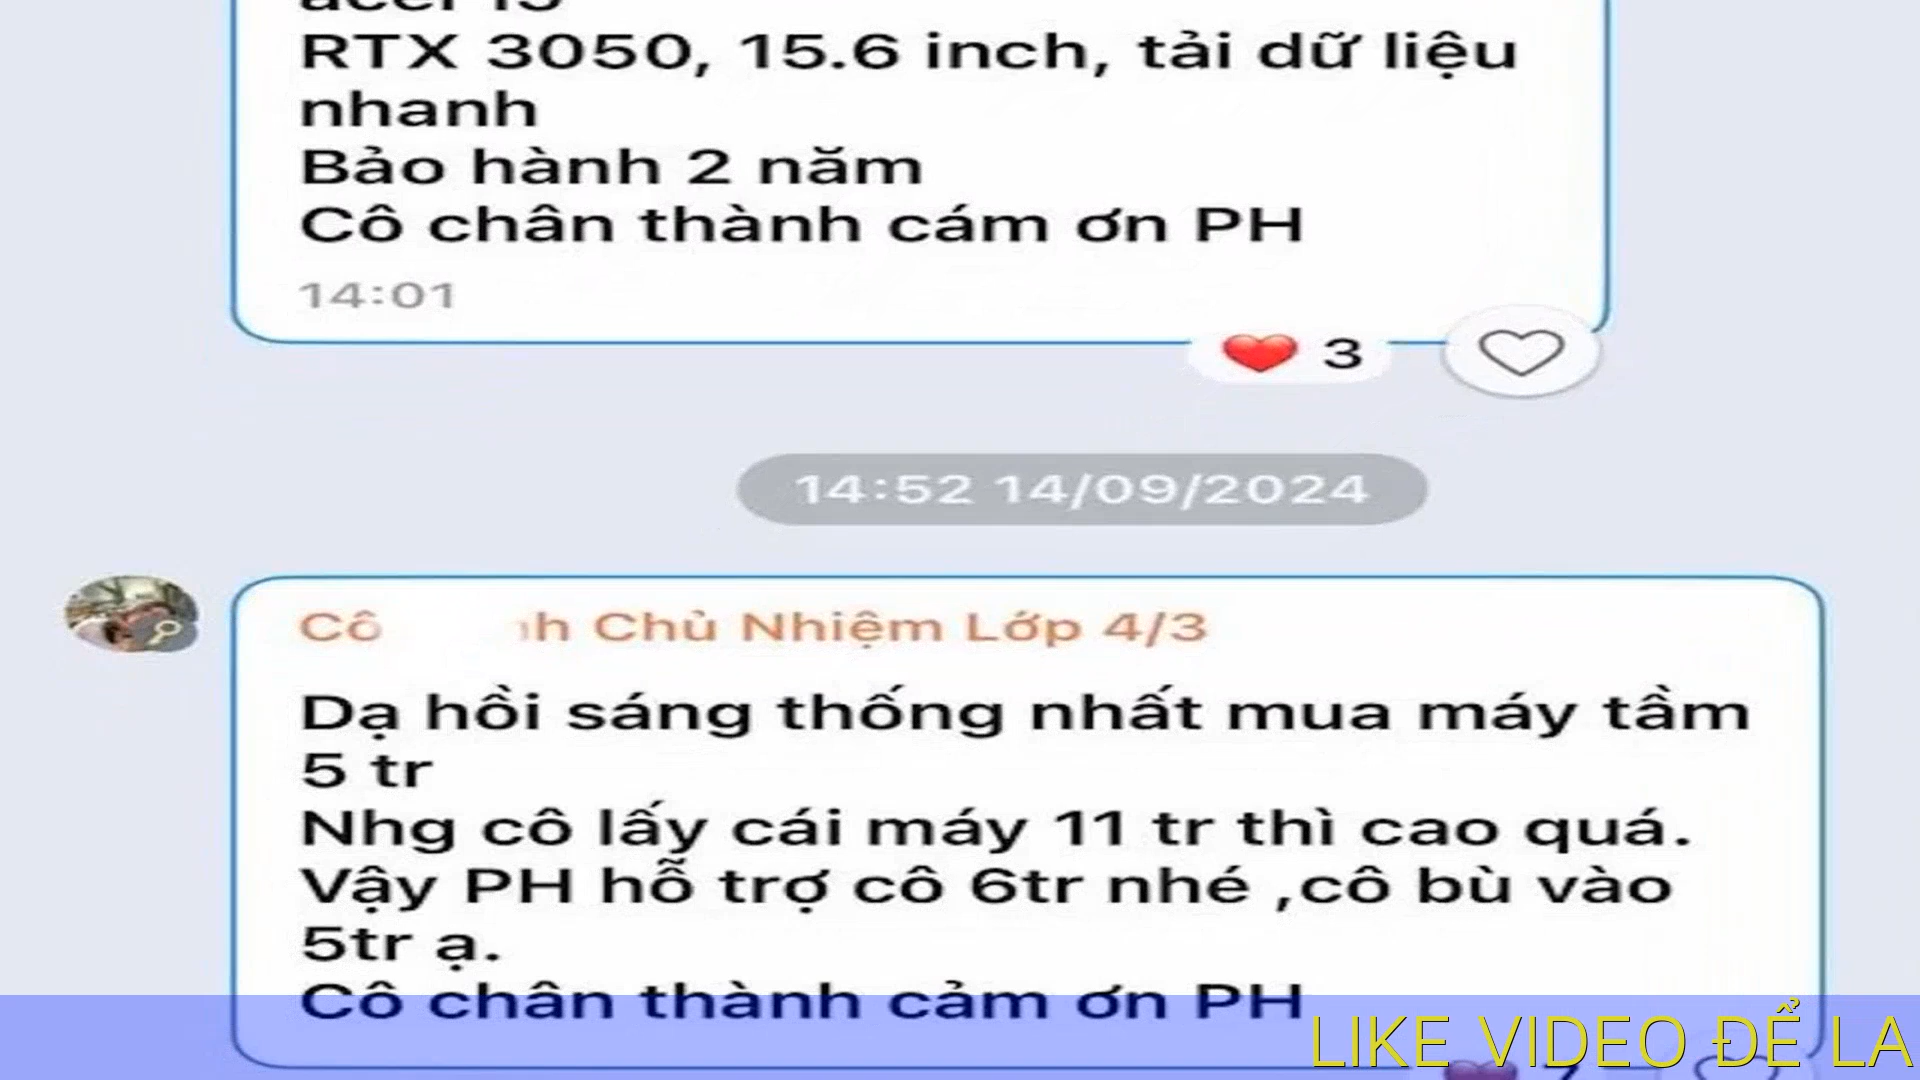 RTX 3050, 15.6 inch, tải dữ liệu
nhanh
Bảo hành 2 năm
Cô chân thành cám ơn PH
14:01
3
14:52 14/09/2024
Cô Chủ Nhiệm Lớp 4/3
Dạ hồi sáng thống nhất mua máy tầm
5 tr
Nhg cô lấy cái máy 11 tr thì cao quá.
Vậy PH hỗ trợ cô 6tr nhé ,cô bù vào
5tr ạ.
Cô chân thành cảm ơn PH
LIKE VIDEO ĐỂ LA